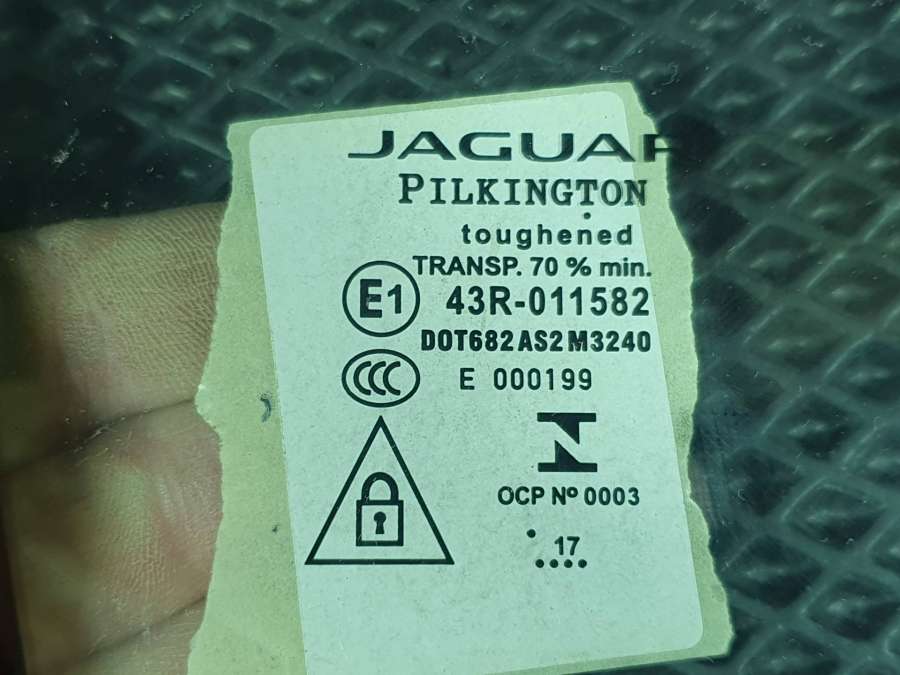 JAGUAR
PILKINGTON
toughened
TRANSP. 70 % min.
E1 43R-011582
DOT682 AS2 M3240
CCC E 000199
OCP Nº 0003
17